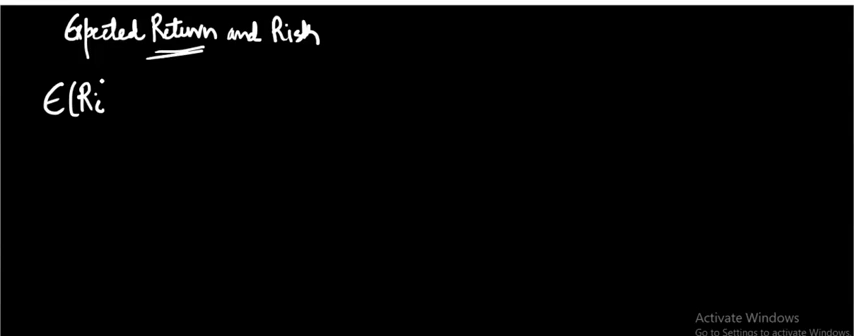 Expected Return and Risk
E(Ri
Activate Windows
Go to Settings to activate Windows.